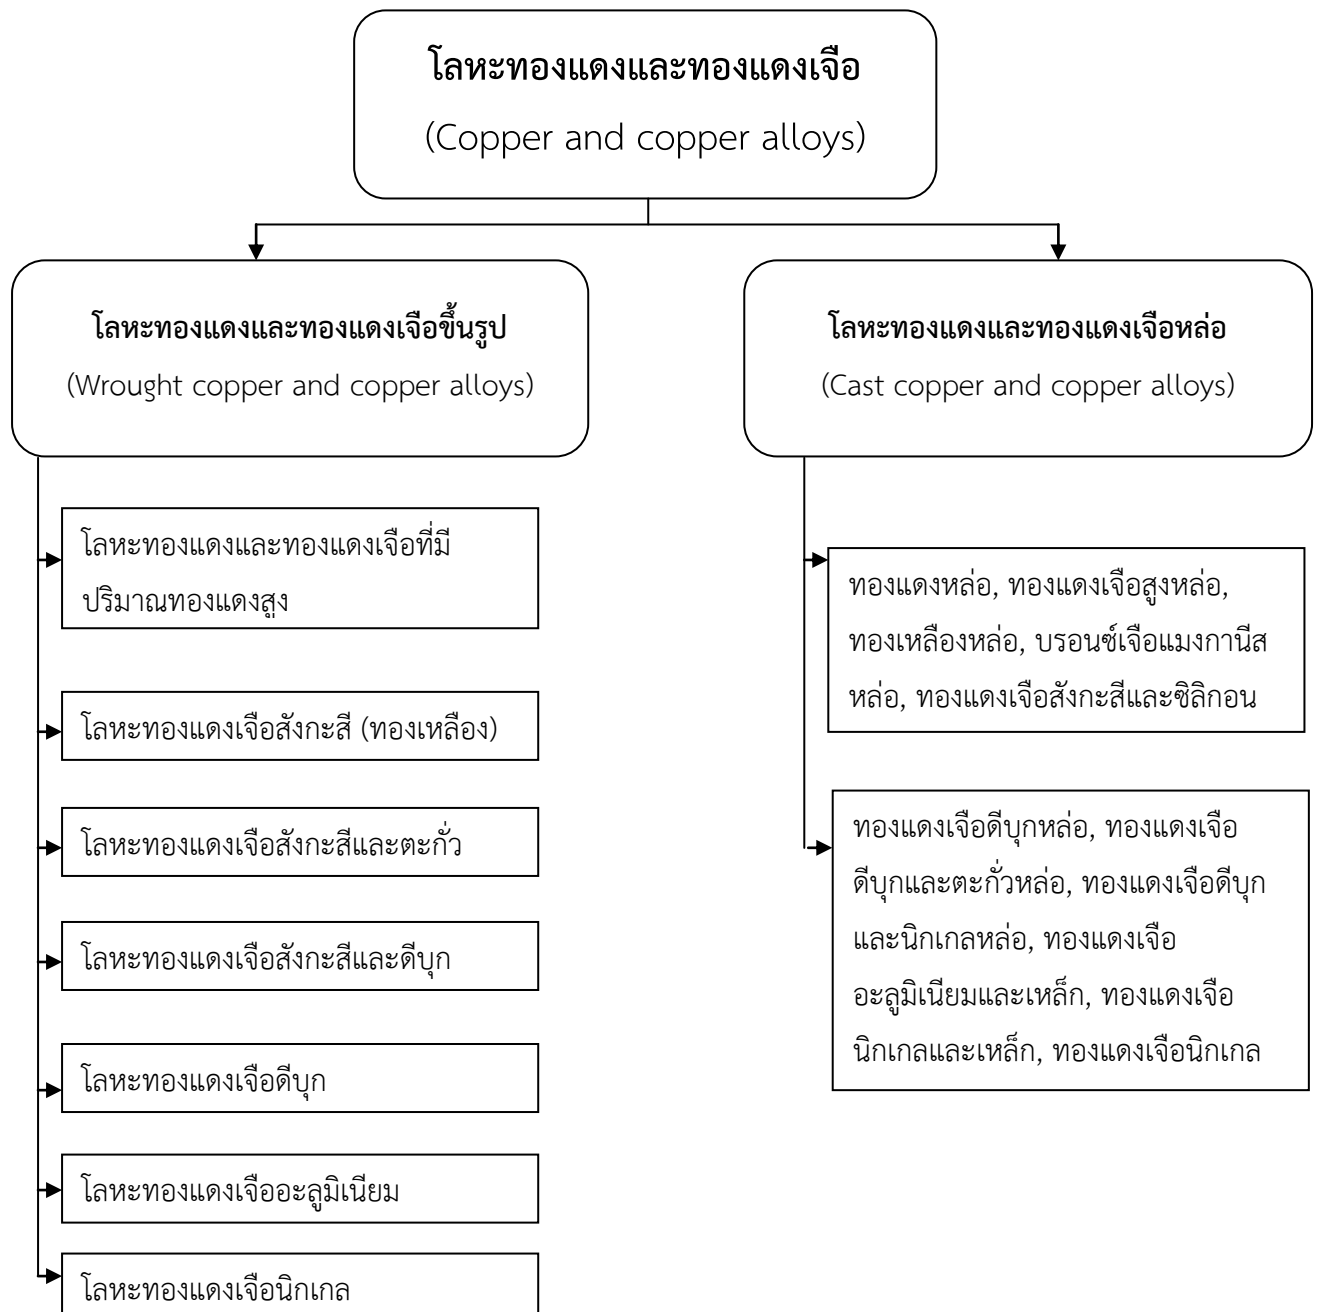 โลหะทองแดงและทองแดงเจือ
(Copper and copper alloys)
โลหะทองแดงและทองแดงเจือขึ้นรูป
(Wrought copper and copper alloys)
โลหะทองแดงและทองแดงเจือหล่อ
(Cast copper and copper alloys)
โลหะทองแดงและทองแดงเจือที่มี
ปริมาณทองแดงสูง
โลหะทองแดงเจือสังกะสี (ทองเหลือง)
โลหะทองแดงเจือสังกะสีและตะกั่ว
โลหะทองแดงเจือสังกะสีและดีบุก
โลหะทองแดงเจือดีบุก
โลหะทองแดงเจืออะลูมิเนียม
โลหะทองแดงเจือนิกเกล
ทองแดงหล่อ, ทองแดงเจือสูงหล่อ,
ทองเหลืองหล่อ, บรอนซ์เจือแมงกานีส
หล่อ, ทองแดงเจือสังกะสีและซิลิกอน
ทองแดงเจือดีบุกหล่อ, ทองแดงเจือ
ดีบุกและตะกั่วหล่อ, ทองแดงเจือดีบุก
และนิกเกลหล่อ, ทองแดงเจือ
อะลูมิเนียมและเหล็ก, ทองแดงเจือ
นิกเกลและเหล็ก, ทองแดงเจือนิกเกล